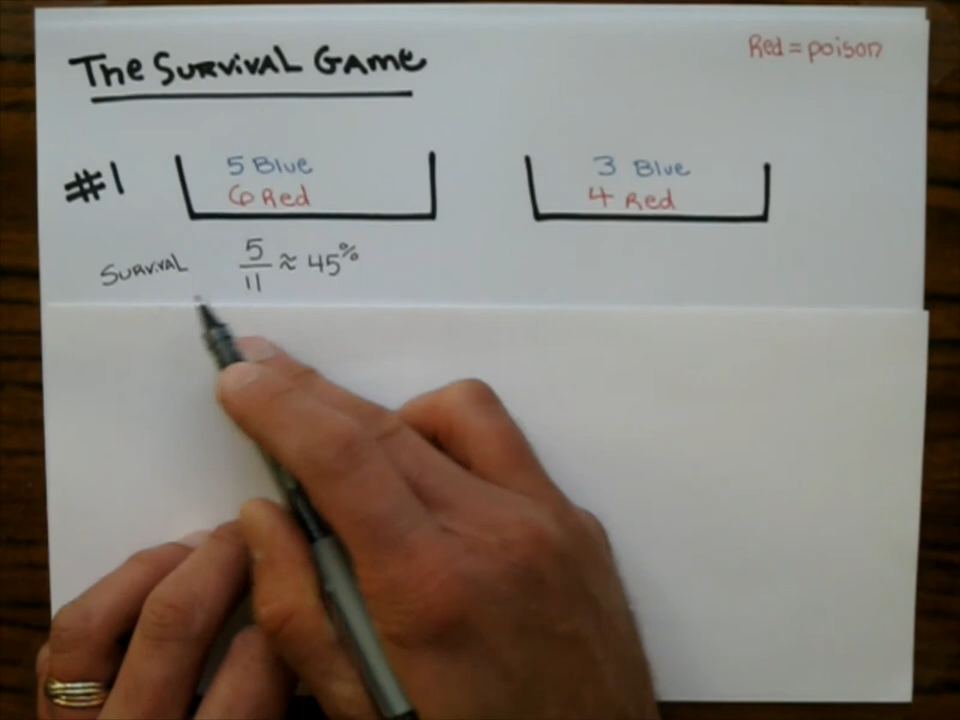 The Survival Game
Red = poison
#1
5 Blue
6 Red
3 Blue
4 Red
Survival 5/11 ≈ 45%